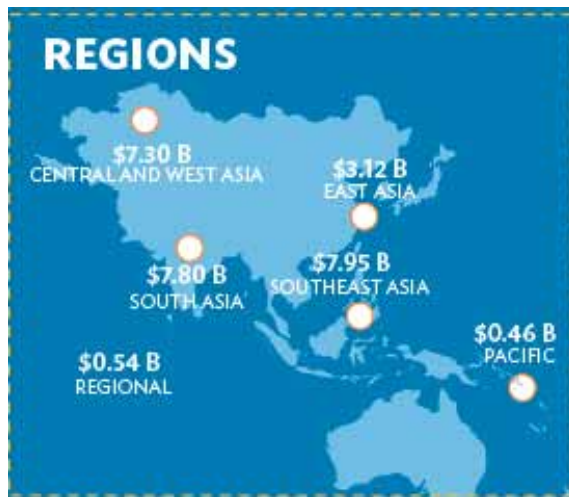 REGIONS
$7.30 B
CENTRAL AND WEST ASIA
$3.12 B
EAST ASIA
$7.80 B
SOUTH ASIA
$7.95 B
SOUTHEAST ASIA
$0.46 B
PACIFIC
$0.54 B
REGIONAL